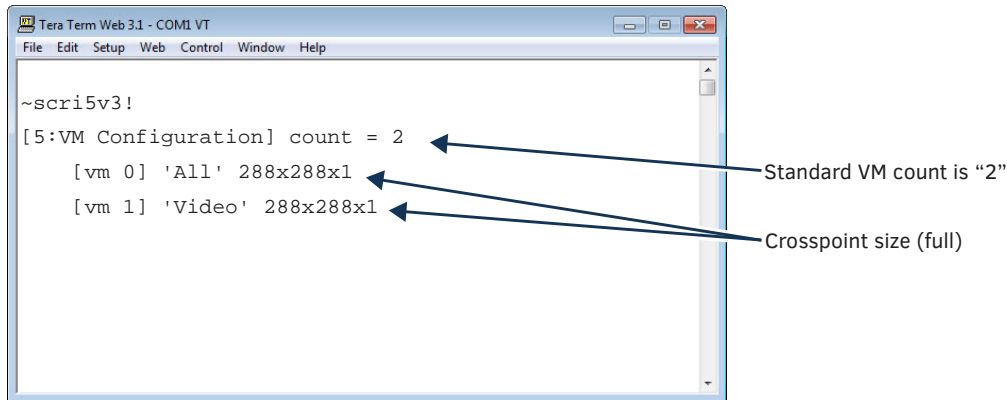 Tera Term Web 3.1 - COM1 VT
File Edit Setup Web Control Window Help
~scri5v3!
[5:VM Configuration] count = 2
[vm 0] 'All' 288x288x1
[vm 1] 'Video' 288x288x1
Standard VM count is “2”
Crosspoint size (full)